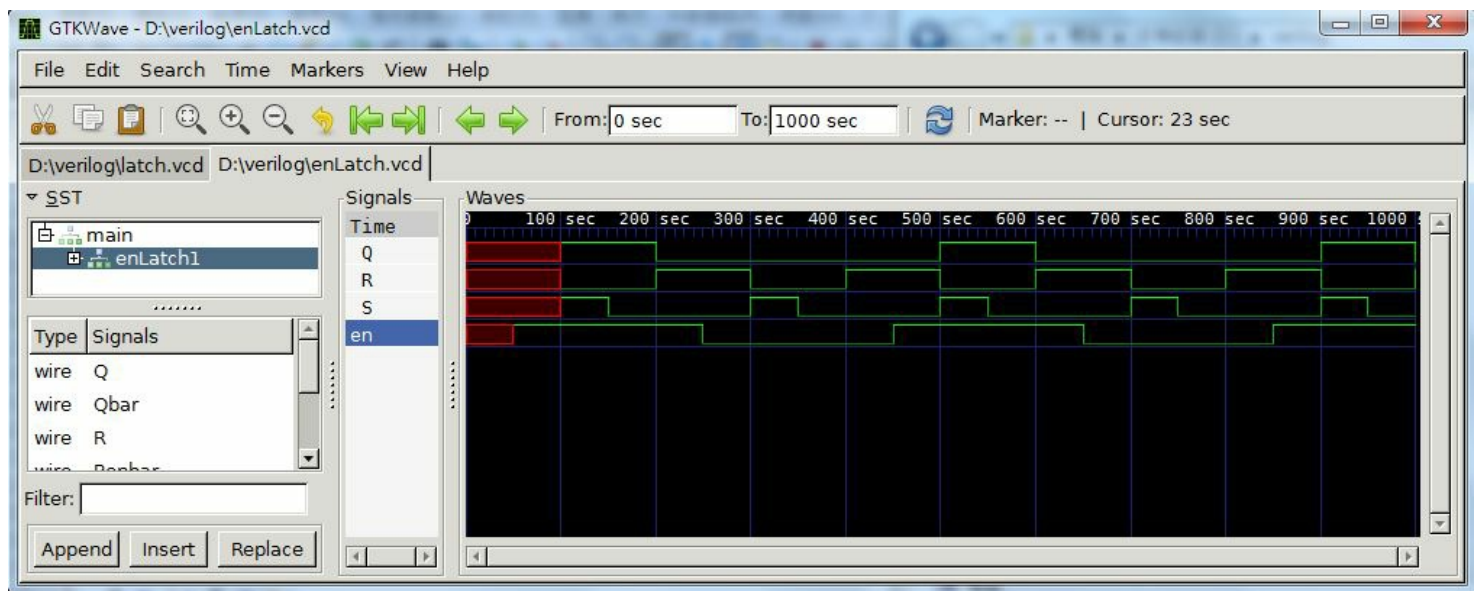 GTKWave - D:\verilog\enLatch.vcd
File Edit Search Time Markers View Help
From: 0 sec To: 1000 sec Marker: -- | Cursor: 23 sec
D:\verilog\latch.vcd D:\verilog\enLatch.vcd
SST
main
enLatch1
Type Signals
wire Q
wire Qbar
wire R
Filter:
Append Insert Replace
Signals
Time
Q
R
S
en
Waves
100 sec 200 sec 300 sec 400 sec 500 sec 600 sec 700 sec 800 sec 900 sec 1000